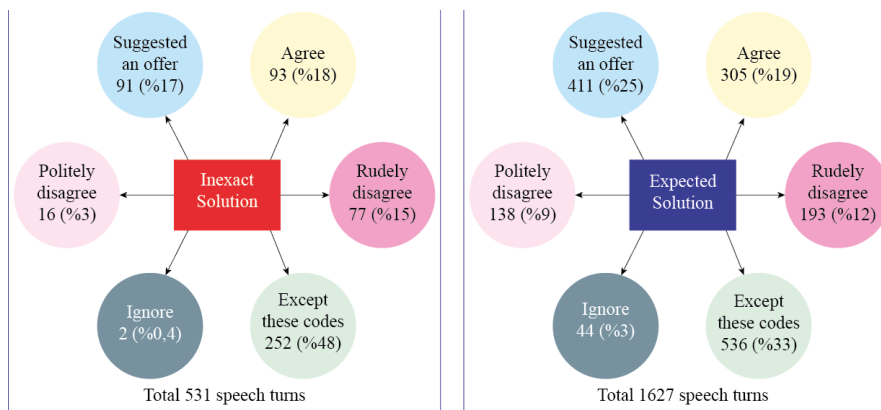 Suggested
an offer
91 (%17)
Agree
93 (%18)
Politely
disagree
16 (%3)
Inexact
Solution
Rudely
disagree
77 (%15)
Ignore
2 (%0,4)
Except
these codes
252 (%48)
Total 531 speech turns
Suggested
an offer
411 (%25)
Agree
305 (%19)
Politely
disagree
138 (%9)
Expected
Solution
Rudely
disagree
193 (%12)
Ignore
44 (%3)
Except
these codes
536 (%33)
Total 1627 speech turns